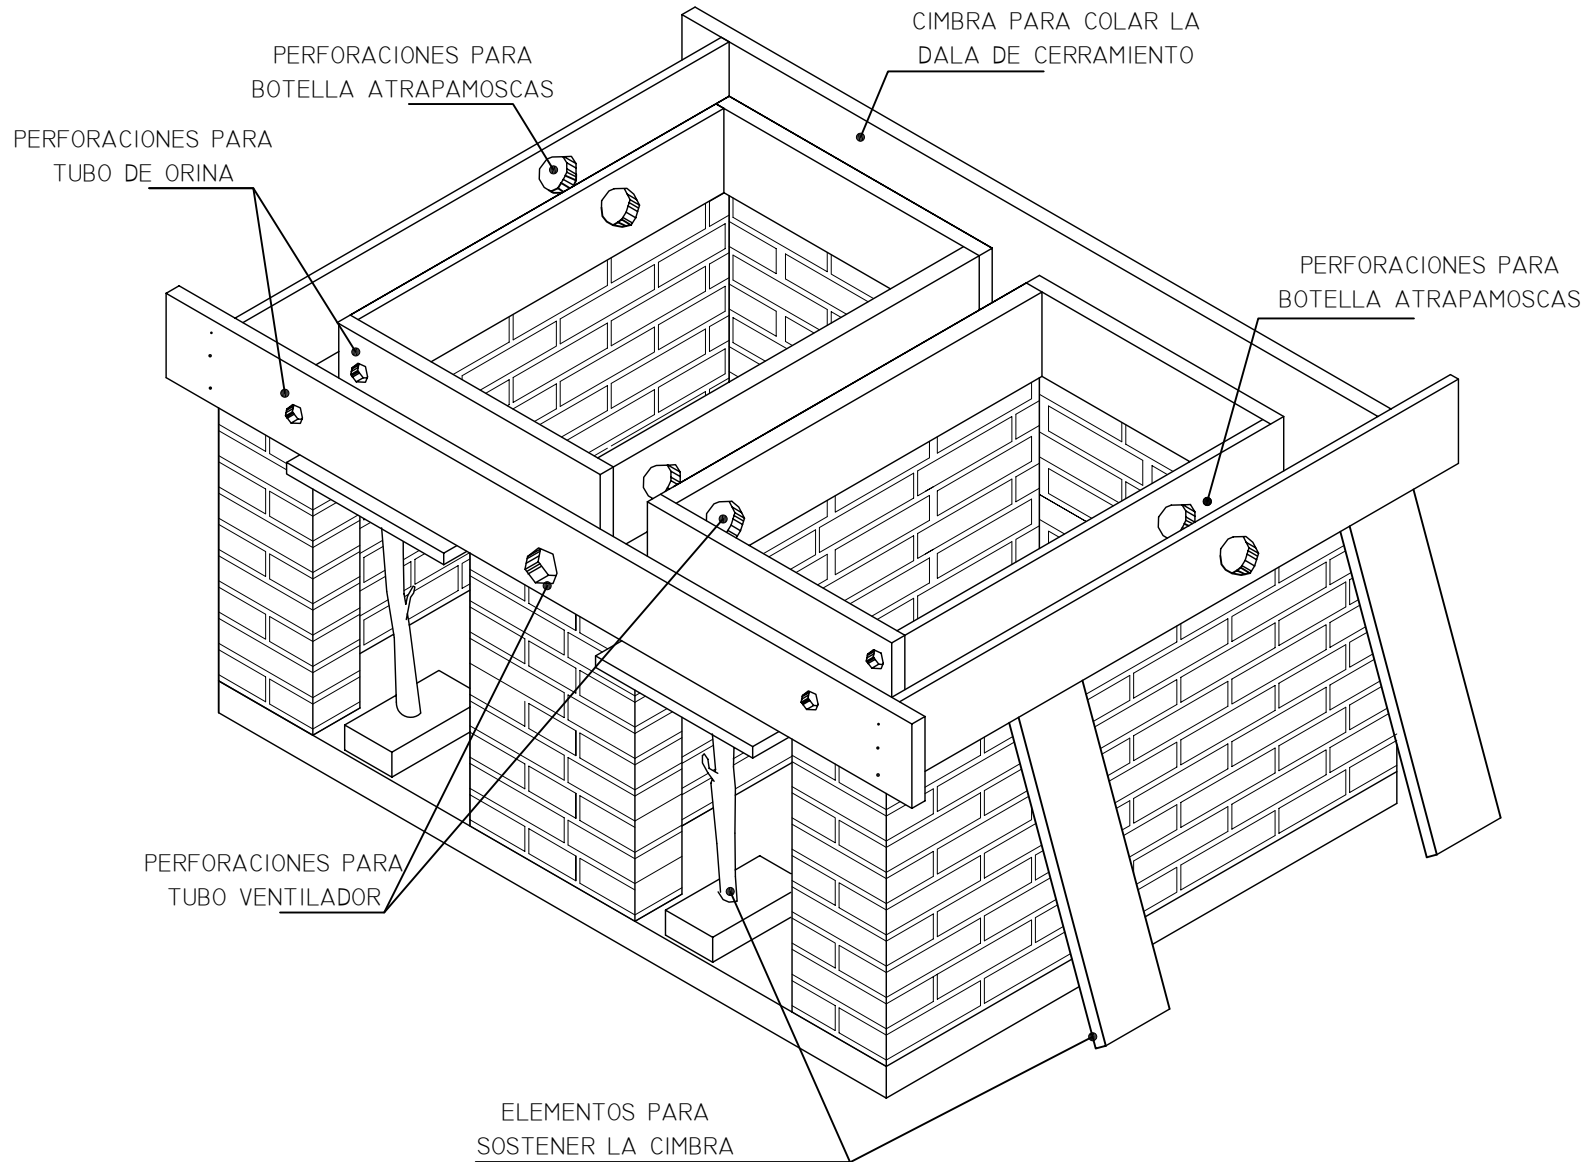 CIMBRA PARA COLAR LA
DALA DE CERRAMIENTO
PERFORACIONES PARA
BOTELLA ATRAPAMOSCAS
PERFORACIONES PARA
TUBO DE ORINA
PERFORACIONES PARA
BOTELLA ATRAPAMOSCAS
PERFORACIONES PARA
TUBO VENTILADOR
ELEMENTOS PARA
SOSTENER LA CIMBRA